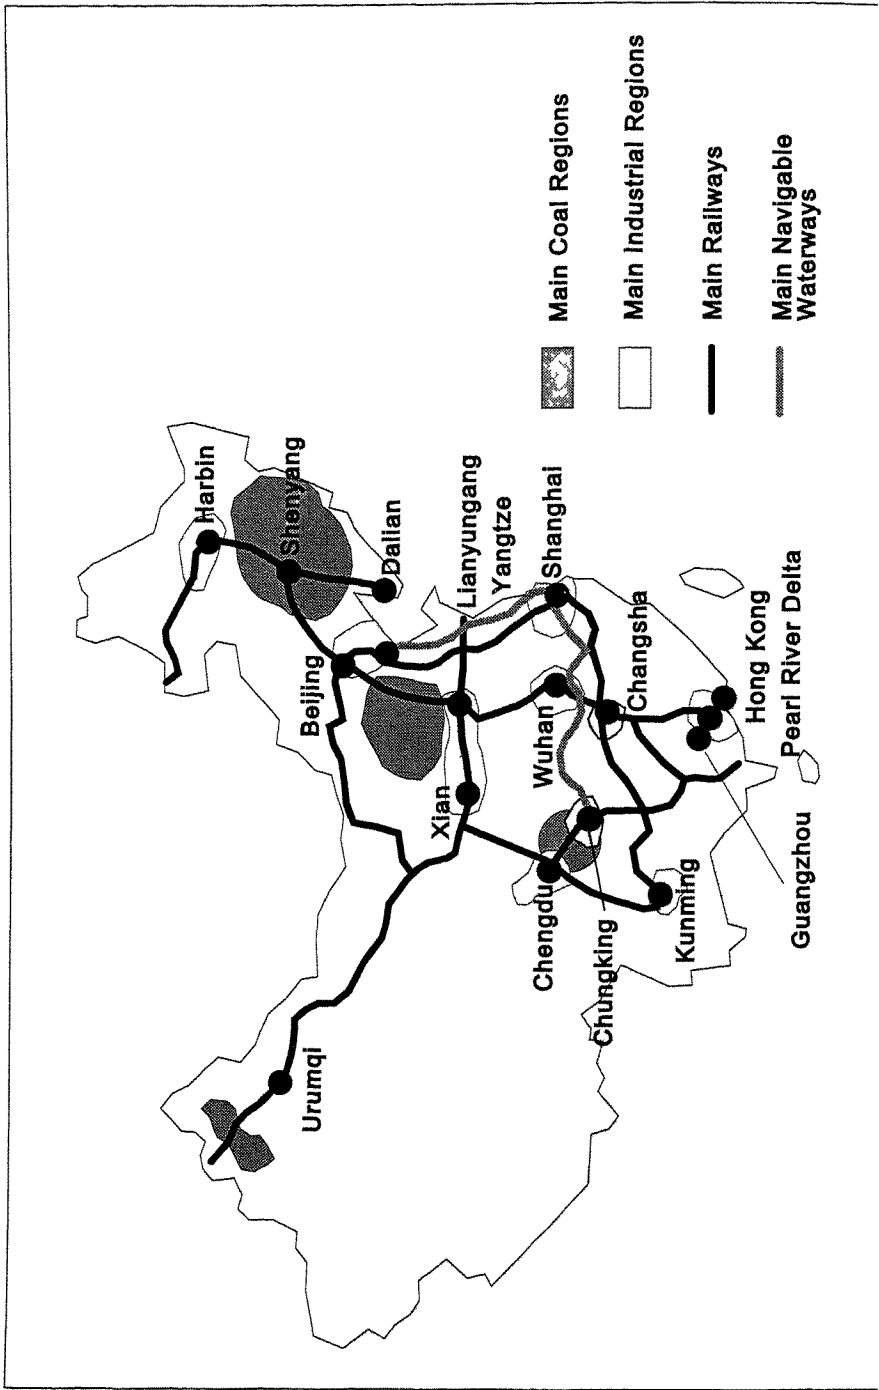 Harbin
Shenyang
Beijing
Dalian
Urumqi
Xian
Lianyungang
Yangtze
Chengdu
Wuhan
Shanghai
Chungking
Changsha
Kunming
Hong Kong
Pearl River Delta
Guangzhou
Main Coal Regions
Main Industrial Regions
Main Railways
Main Navigable
Waterways